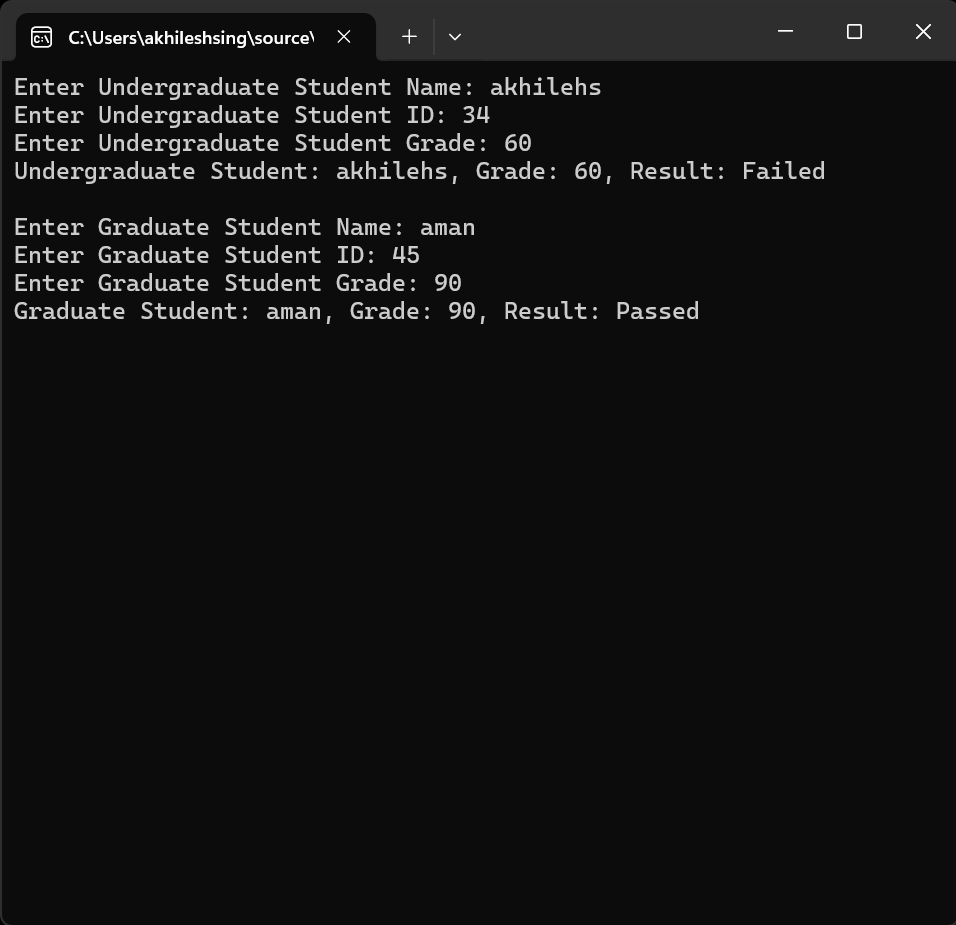 C:\Users\akhileshsing\source\
Enter Undergraduate Student Name: akhilehs
Enter Undergraduate Student ID: 34
Enter Undergraduate Student Grade: 60
Undergraduate Student: akhilehs, Grade: 60, Result: Failed
Enter Graduate Student Name: aman
Enter Graduate Student ID: 45
Enter Graduate Student Grade: 90
Graduate Student: aman, Grade: 90, Result: Passed